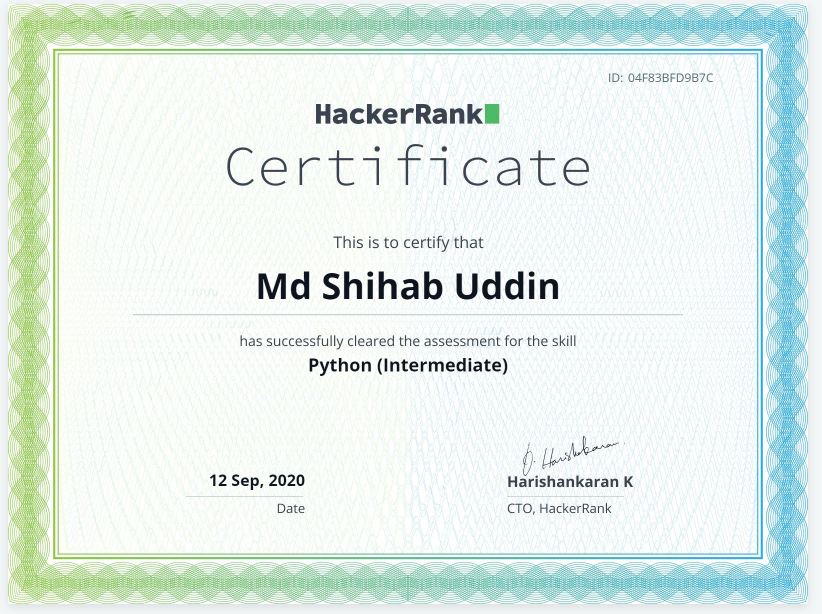 ID: 04F83BFD9B7C
HackerRank
Certificate
This is to certify that
Md Shihab Uddin
has successfully cleared the assessment for the skill
Python (Intermediate)
12 Sep, 2020
Date
Harishankaran K
CTO, HackerRank